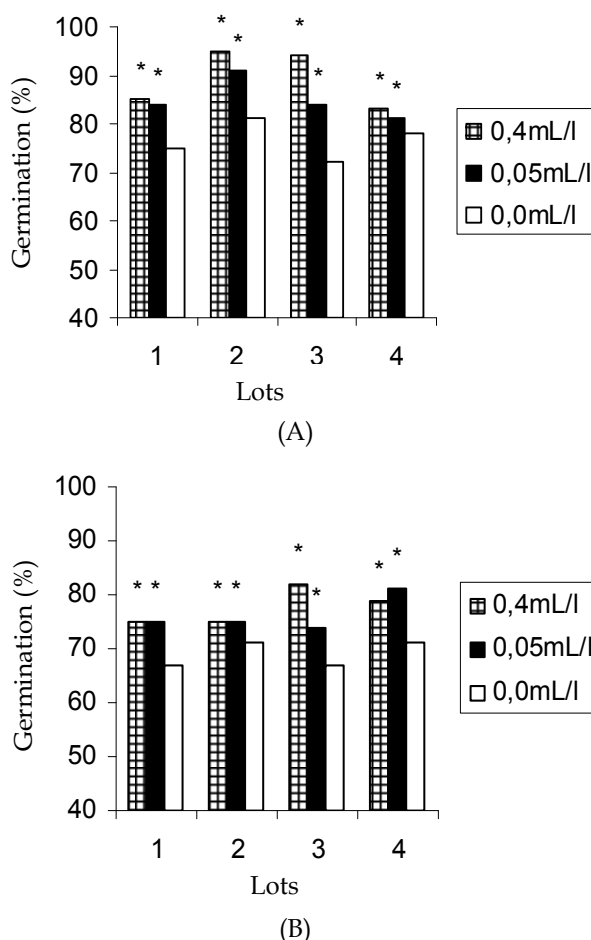 * * * * * * * *
100
90
80
70
60
50
40
Germination (%)
1 2 3 4
Lots
0,4mL/l
0,05mL/l
0,0mL/l
(A)
* * * * * * * *
100
90
80
70
60
50
40
Germination (%)
1 2 3 4
Lots
0,4mL/l
0,05mL/l
0,0mL/l
(B)